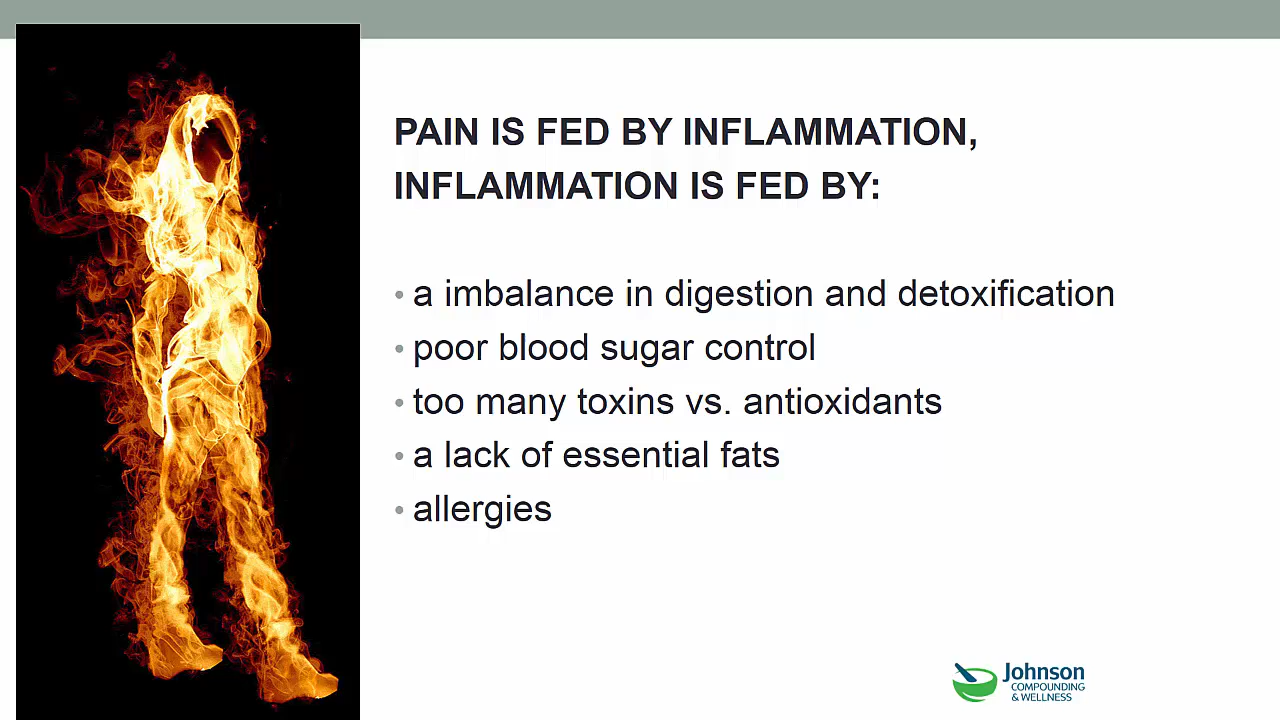 PAIN IS FED BY INFLAMMATION,
INFLAMMATION IS FED BY:
• a imbalance in digestion and detoxification
• poor blood sugar control
• too many toxins vs. antioxidants
• a lack of essential fats
• allergies
Johnson
COMPOUNDING
& WELLNESS